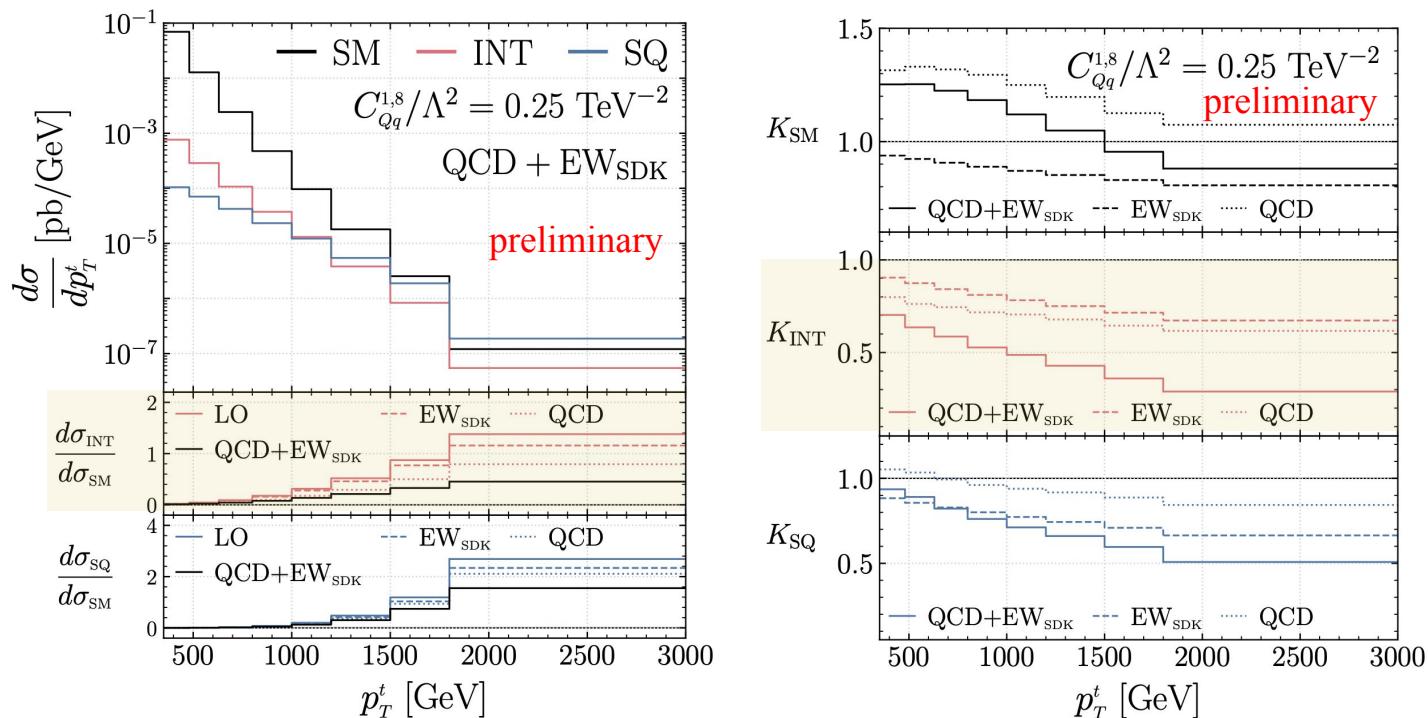 10⁻¹
10⁻³
10⁻⁵
10⁻⁷
dσ/dp_T^t [pb/GeV]
SM INT SQ
C_{Qq}^{1,8}/Λ² = 0.25 TeV⁻²
QCD + EW_SDK
preliminary
2
1
0
dσ_INT/dσ_SM
LO EW_SDK QCD
QCD+EW_SDK
4
2
0
dσ_SQ/dσ_SM
LO EW_SDK QCD
QCD+EW_SDK
500 1000 1500 2000 2500 3000
p_T^t [GeV]
1.5
1.0
K_SM
C_{Qq}^{1,8}/Λ² = 0.25 TeV⁻²
preliminary
QCD+EW_SDK EW_SDK QCD
1.0
0.5
K_INT
QCD+EW_SDK EW_SDK QCD
1.0
0.5
K_SQ
QCD+EW_SDK EW_SDK QCD
500 1000 1500 2000 2500 3000
p_T^t [GeV]